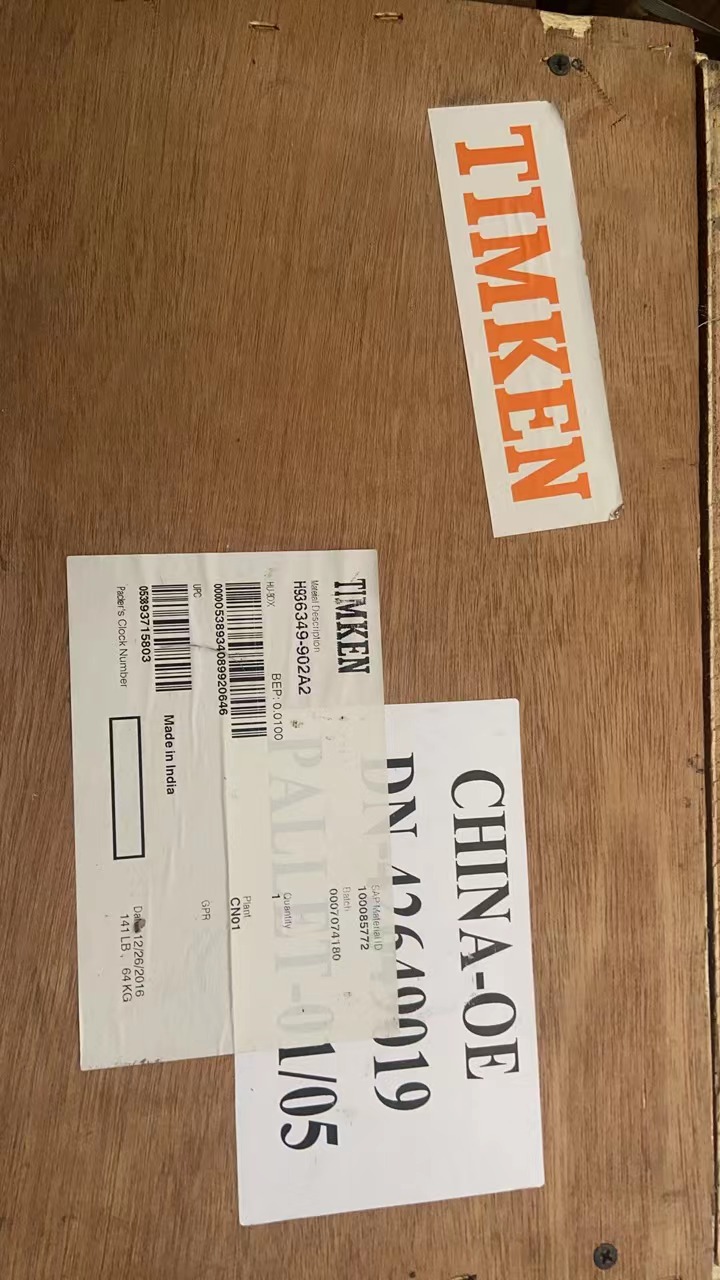 TIMKEN
CHINA-OE
DN-42649919
PALLET-01/05
TIMKEN
Material Description
H936349-902A2
SAP Material ID
100085772
Batch
0007074180
HU-BOX
BEP: 0.0100
Quantity
1
00000538934089920646
Plant
CN01
UPC
053893715803
Made in India
GPR
Packer's Clock Number
Date 12/26/2016
141 LB, 64 KG